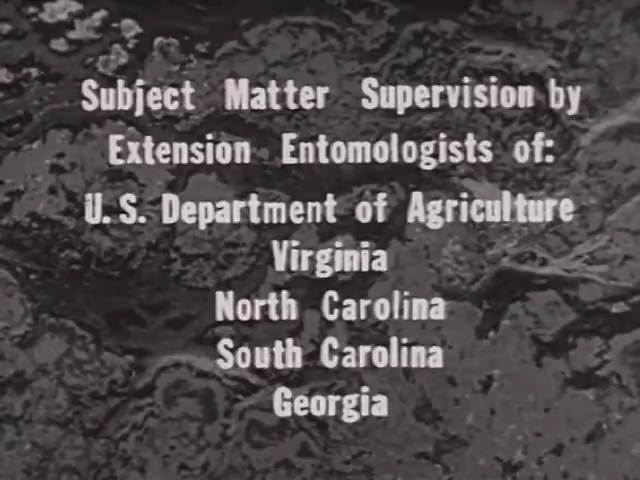 Subject Matter Supervision by
Extension Entomologists of:
U.S. Department of Agriculture
Virginia
North Carolina
South Carolina
Georgia